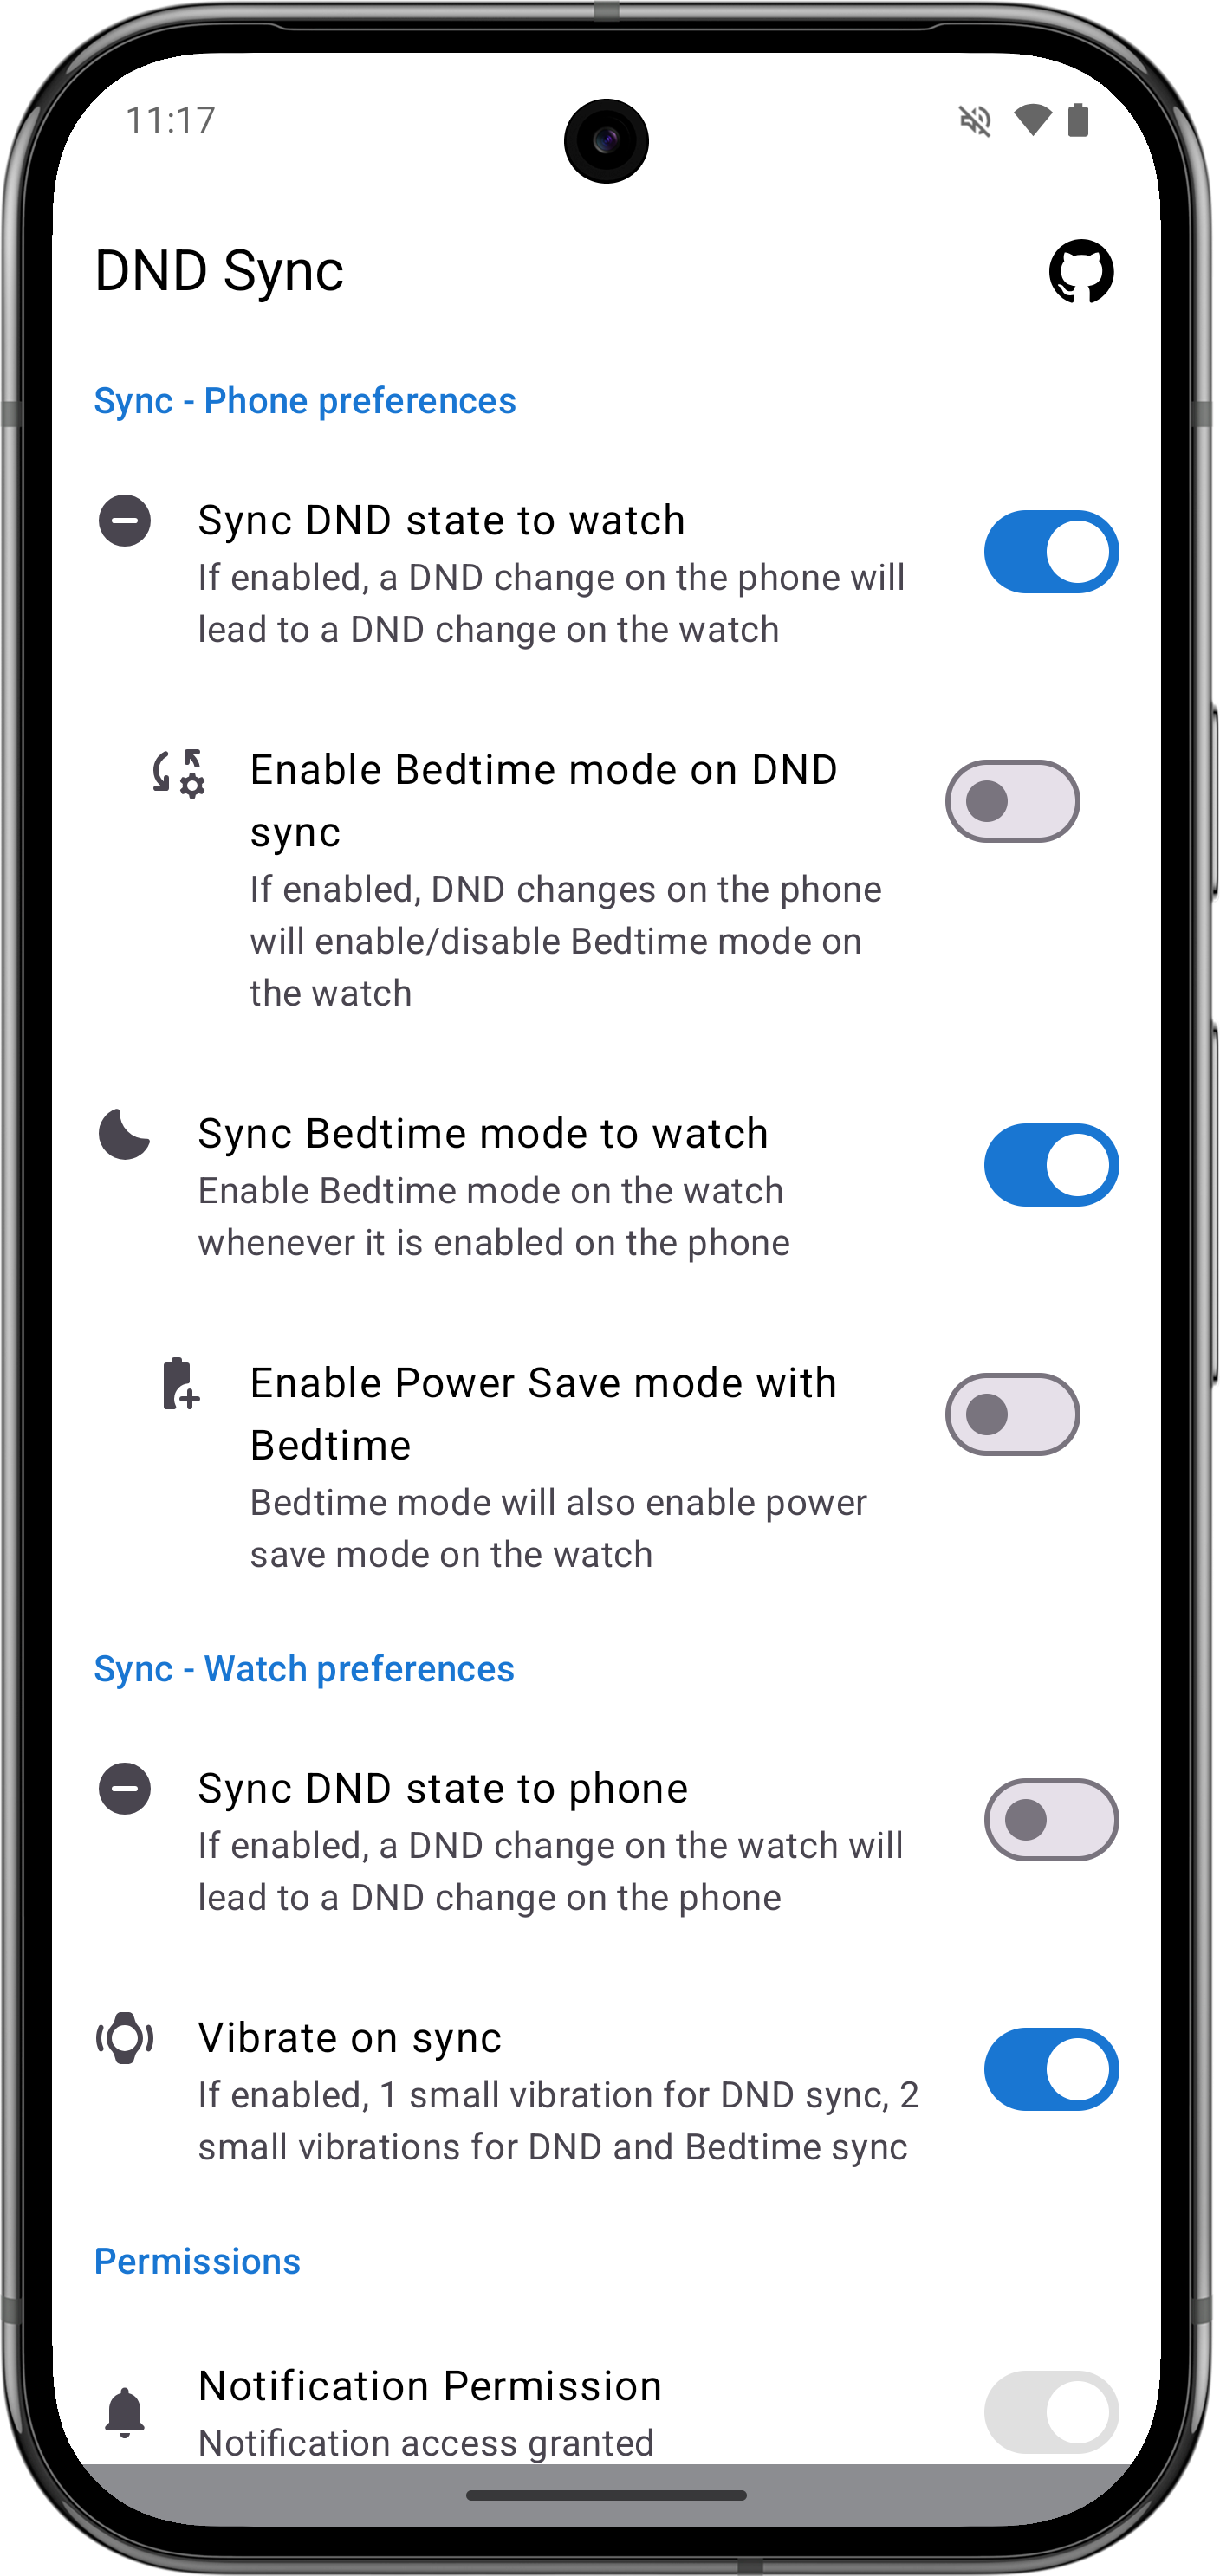 11:17
DND Sync
Sync - Phone preferences
Sync DND state to watch
If enabled, a DND change on the phone will
lead to a DND change on the watch
Enable Bedtime mode on DND
sync
If enabled, DND changes on the phone
will enable/disable Bedtime mode on
the watch
Sync Bedtime mode to watch
Enable Bedtime mode on the watch
whenever it is enabled on the phone
Enable Power Save mode with
Bedtime
Bedtime mode will also enable power
save mode on the watch
Sync - Watch preferences
Sync DND state to phone
If enabled, a DND change on the watch will
lead to a DND change on the phone
Vibrate on sync
If enabled, 1 small vibration for DND sync, 2
small vibrations for DND and Bedtime sync
Permissions
Notification Permission
Notification access granted